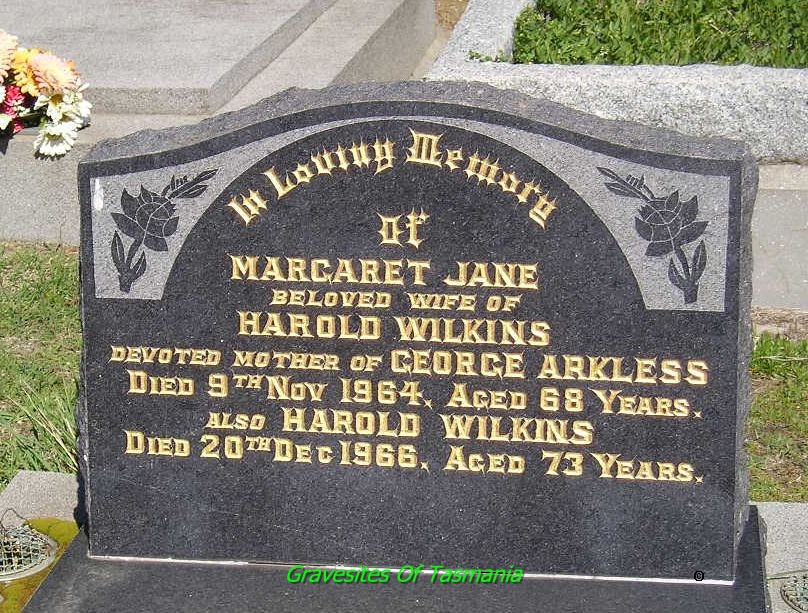 In Loving Memory
of
MARGARET JANE
BELOVED WIFE OF
HAROLD WILKINS
DEVOTED MOTHER OF GEORGE ARKLESS
DIED 9TH NOV 1964. AGED 68 YEARS.
ALSO HAROLD WILKINS
DIED 20TH DEC 1966. AGED 73 YEARS.
Gravesites Of Tasmania
©